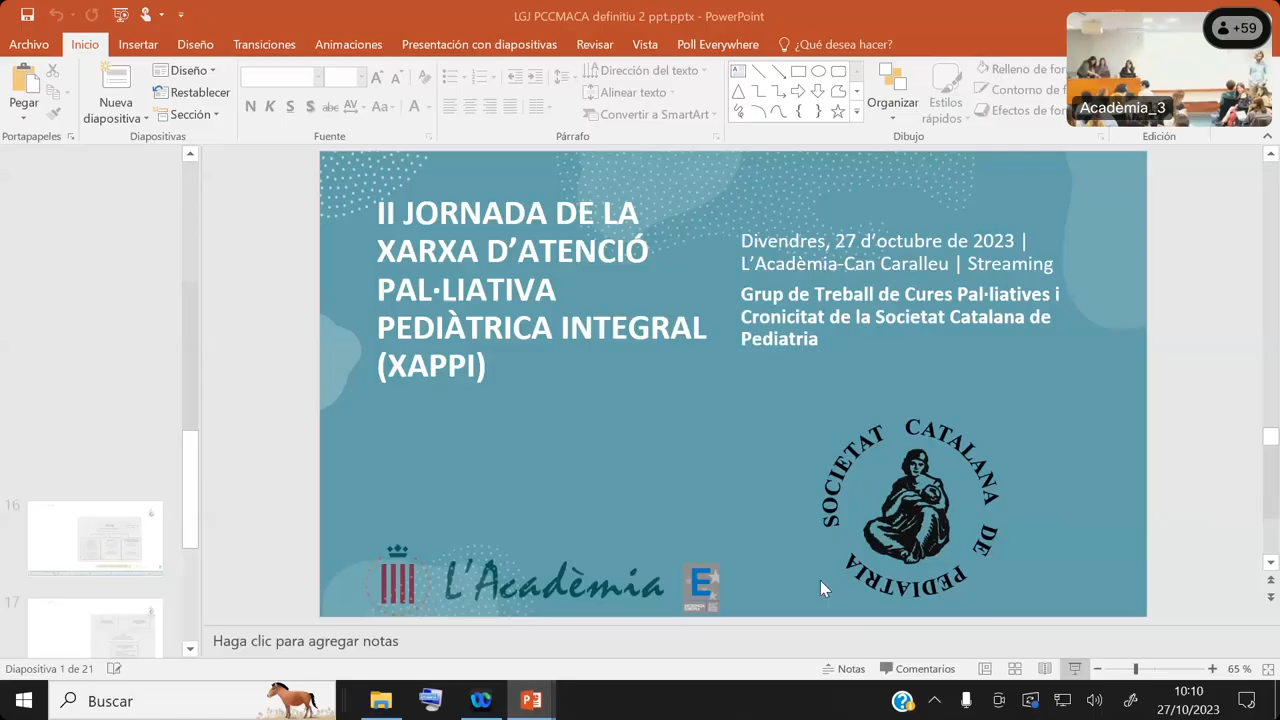 LGJ PCCMACA definitiu 2 ppt.pptx - PowerPoint
+59
Archivo Inicio Insertar Diseño Transiciones Animaciones Presentación con diapositivas Revisar Vista Poll Everywhere ¿Qué desea hacer?
Acadèmia_3
Pegar
Nueva diapositiva
Diseño
Restablecer
Sección
N K S S abc AV Aa A
Dirección del texto
Alinear texto
Convertir a SmartArt
Organizar
Estilos rápidos
Relleno de for
Contorno de
Efectos de for
Portapapeles Diapositivas Fuente Párrafo Dibujo Edición
II JORNADA DE LA
XARXA D’ATENCIÓ
PAL·LIATIVA
PEDIÀTRICA INTEGRAL
(XAPPI)
Divendres, 27 d’octubre de 2023 |
L’Acadèmia-Can Caralleu | Streaming
Grup de Treball de Cures Pal·liatives i
Cronicitat de la Societat Catalana de
Pediatria
SOCIETAT CATALANA DE PEDIATRIA
L'Acadèmia
E
16
17
Haga clic para agregar notas
Diapositiva 1 de 21
Notas
Comentarios
65 %
Buscar
10:10
27/10/2023